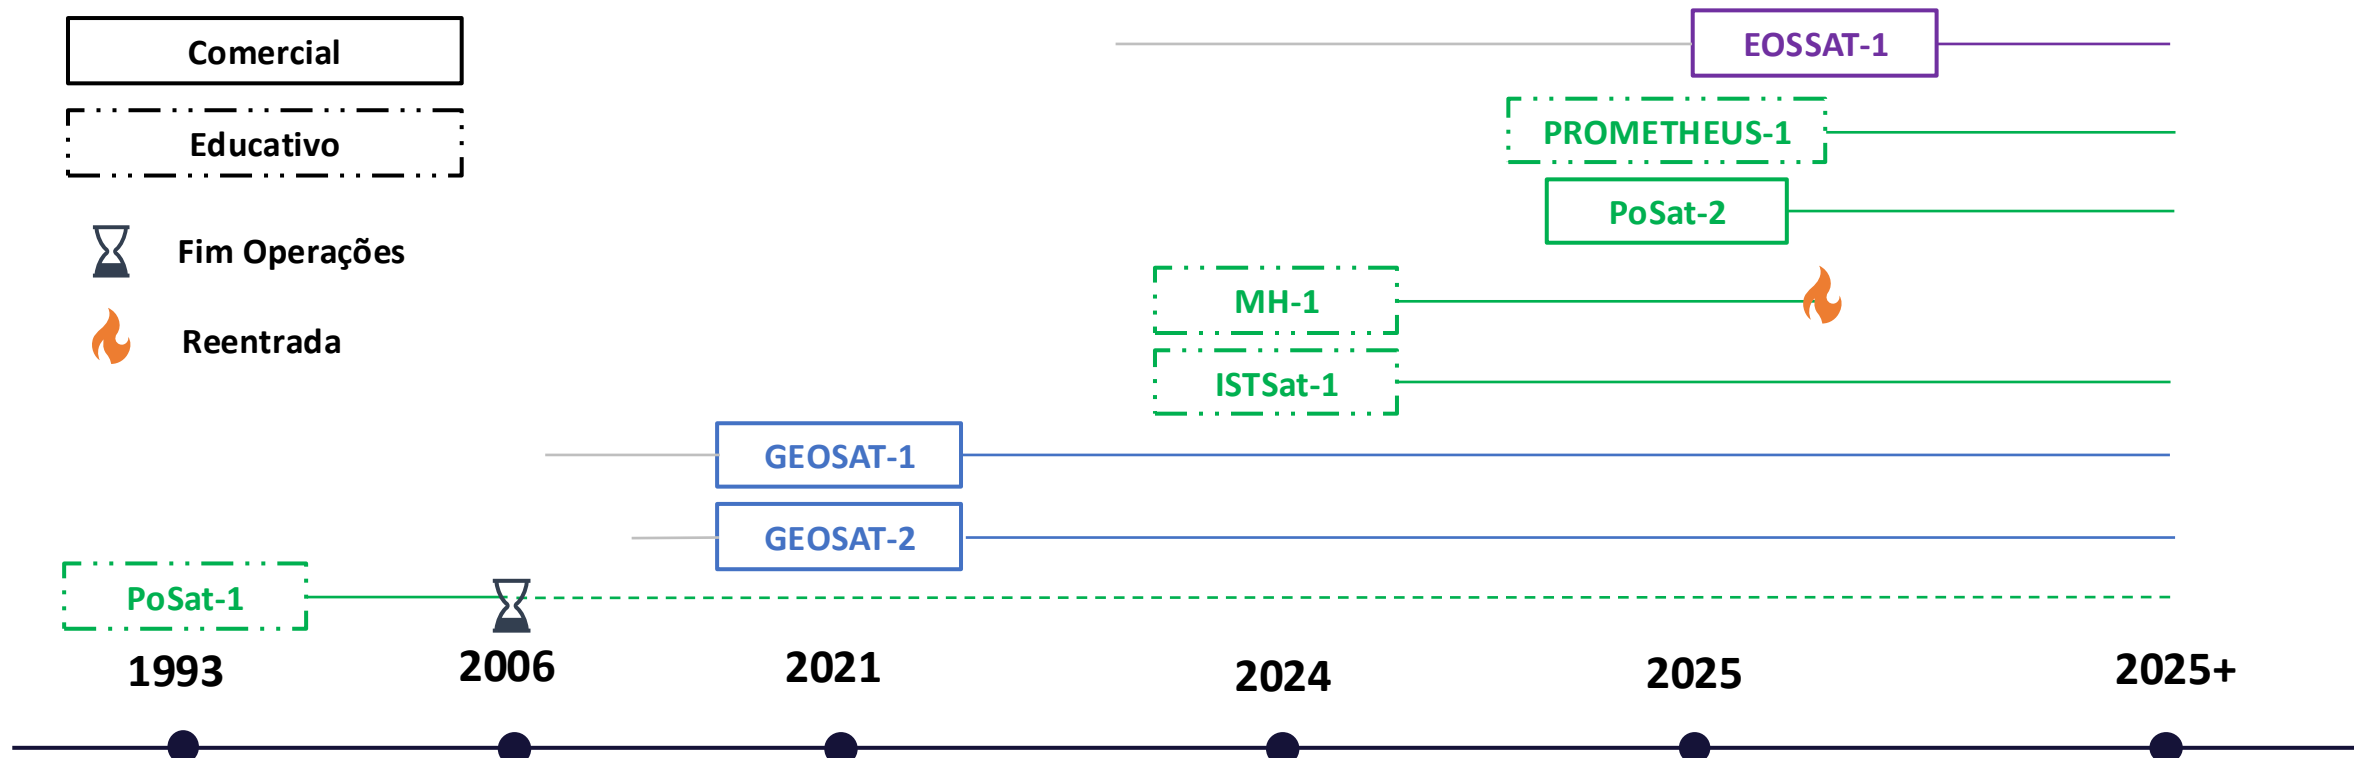 Comercial
Educativo
Fim Operações
Reentrada
EOSSAT-1
PROMETHEUS-1
PoSat-2
MH-1
ISTSat-1
GEOSAT-1
GEOSAT-2
PoSat-1
1993
2006
2021
2024
2025
2025+